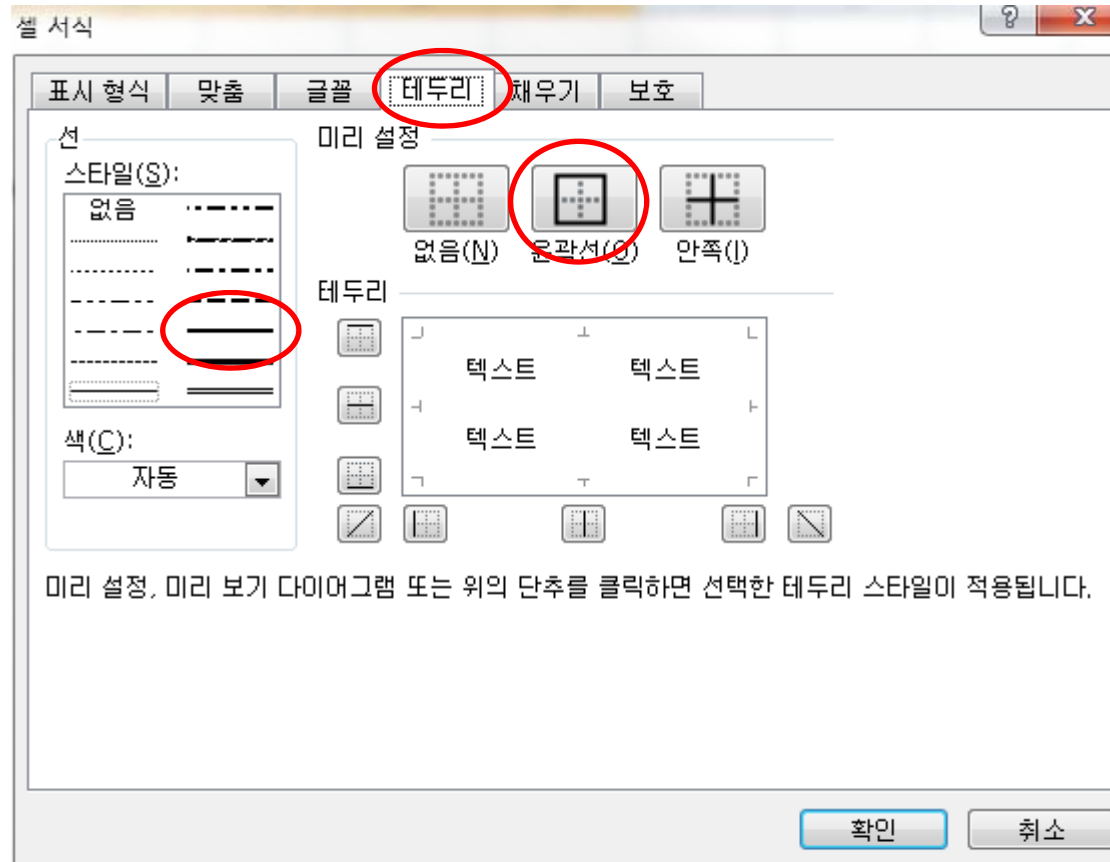 셀 서식
표시 형식 맞춤 글꼴 테두리 채우기 보호
선
스타일(S):
없음
색(C):
자동
미리 설정
없음(N) 윤곽선(O) 안쪽(I)
테두리
텍스트 텍스트
텍스트 텍스트
미리 설정, 미리 보기 다이어그램 또는 위의 단추를 클릭하면 선택한 테두리 스타일이 적용됩니다.
확인 취소